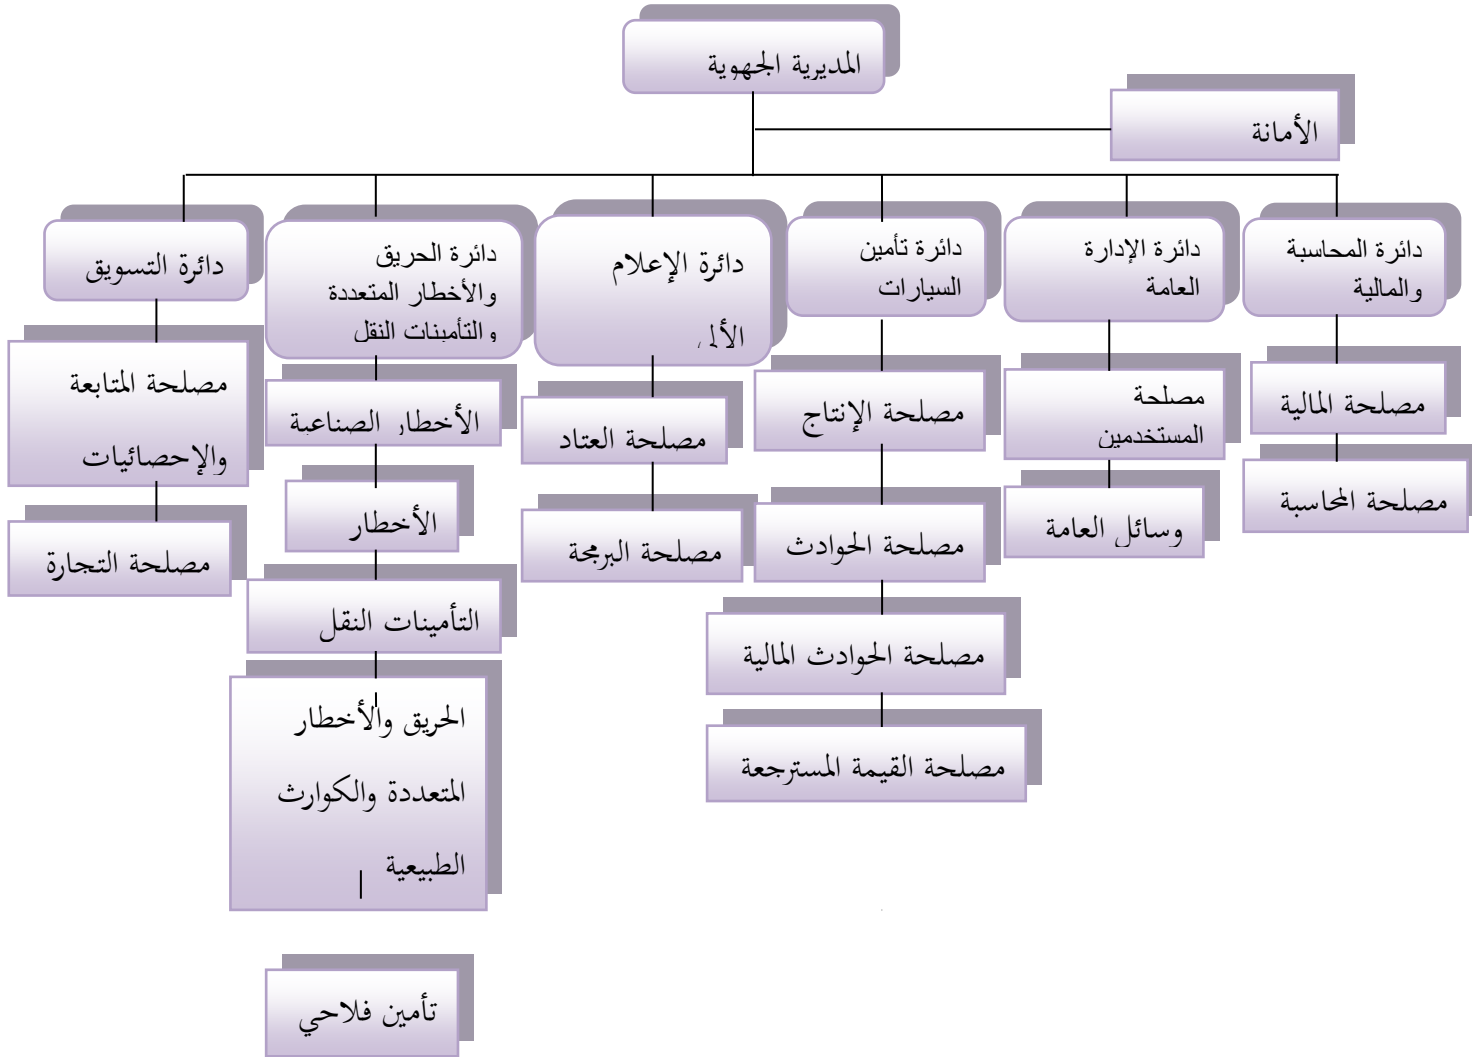 المديرية الجهوية
الأمانة
دائرة المحاسبة
والمالية
دائرة الإدارة
العامة
دائرة تأمين
السيارات
دائرة الإعلام
الألي
دائرة الحريق
والأخطار المتعددة
والتأمينات النقل
دائرة التسويق
مصلحة المالية
مصلحة المحاسبة
مصلحة
المستخدمين
وسائل العامة
مصلحة الإنتاج
مصلحة الحوادث
مصلحة الحوادث المالية
مصلحة القيمة المسترجعة
مصلحة العتاد
مصلحة البرمجة
الأخطار الصناعية
الأخطار
التأمينات النقل
الحريق والأخطار
المتعددة والكوارث
الطبيعية
تأمين فلاحي
مصلحة المتابعة
والإحصائيات
مصلحة التجارة